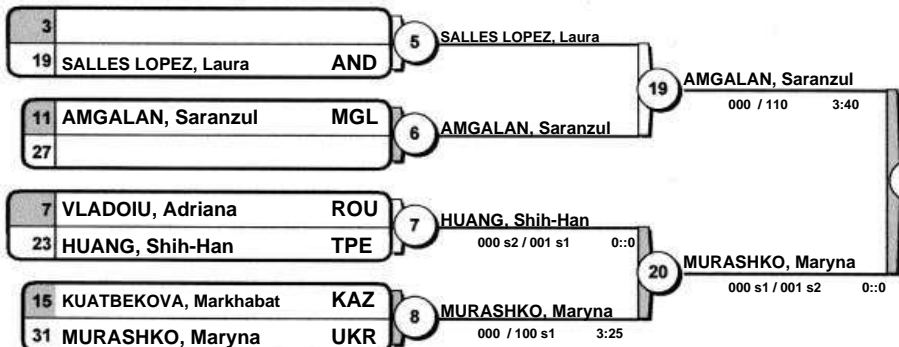 3
19 SALLES LOPEZ, Laura AND
5
SALLES LOPEZ, Laura
11 AMGALAN, Saranzul MGL
27
6
AMGALAN, Saranzul
19
AMGALAN, Saranzul
000 / 110 3:40
7 VLADOIU, Adriana ROU
23 HUANG, Shih-Han TPE
7
HUANG, Shih-Han
000 s2 / 001 s1 0::0
15 KUATBEKOVA, Markhabat KAZ
31 MURASHKO, Maryna UKR
8
MURASHKO, Maryna
000 / 100 s1 3:25
20
MURASHKO, Maryna
000 s1 / 001 s2 0::0